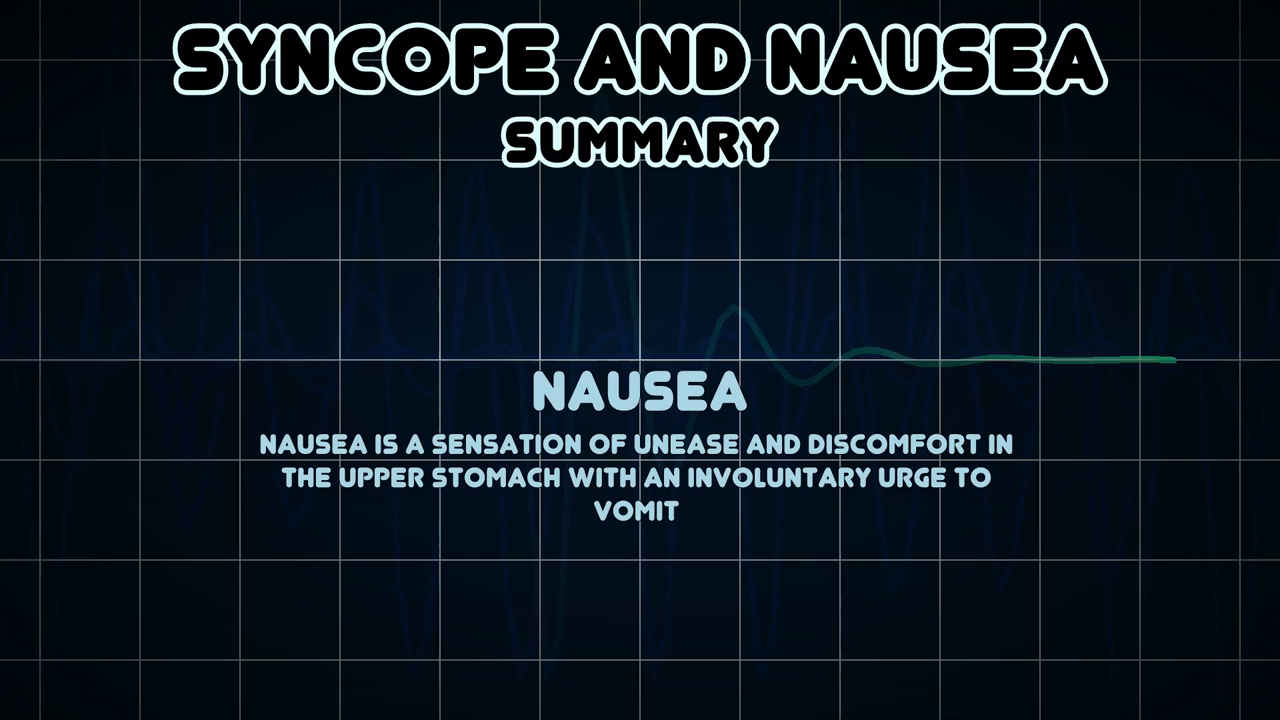 SYNCOPE AND NAUSEA
SUMMARY
NAUSEA
NAUSEA IS A SENSATION OF UNEASE AND DISCOMFORT IN
THE UPPER STOMACH WITH AN INVOLUNTARY URGE TO
VOMIT